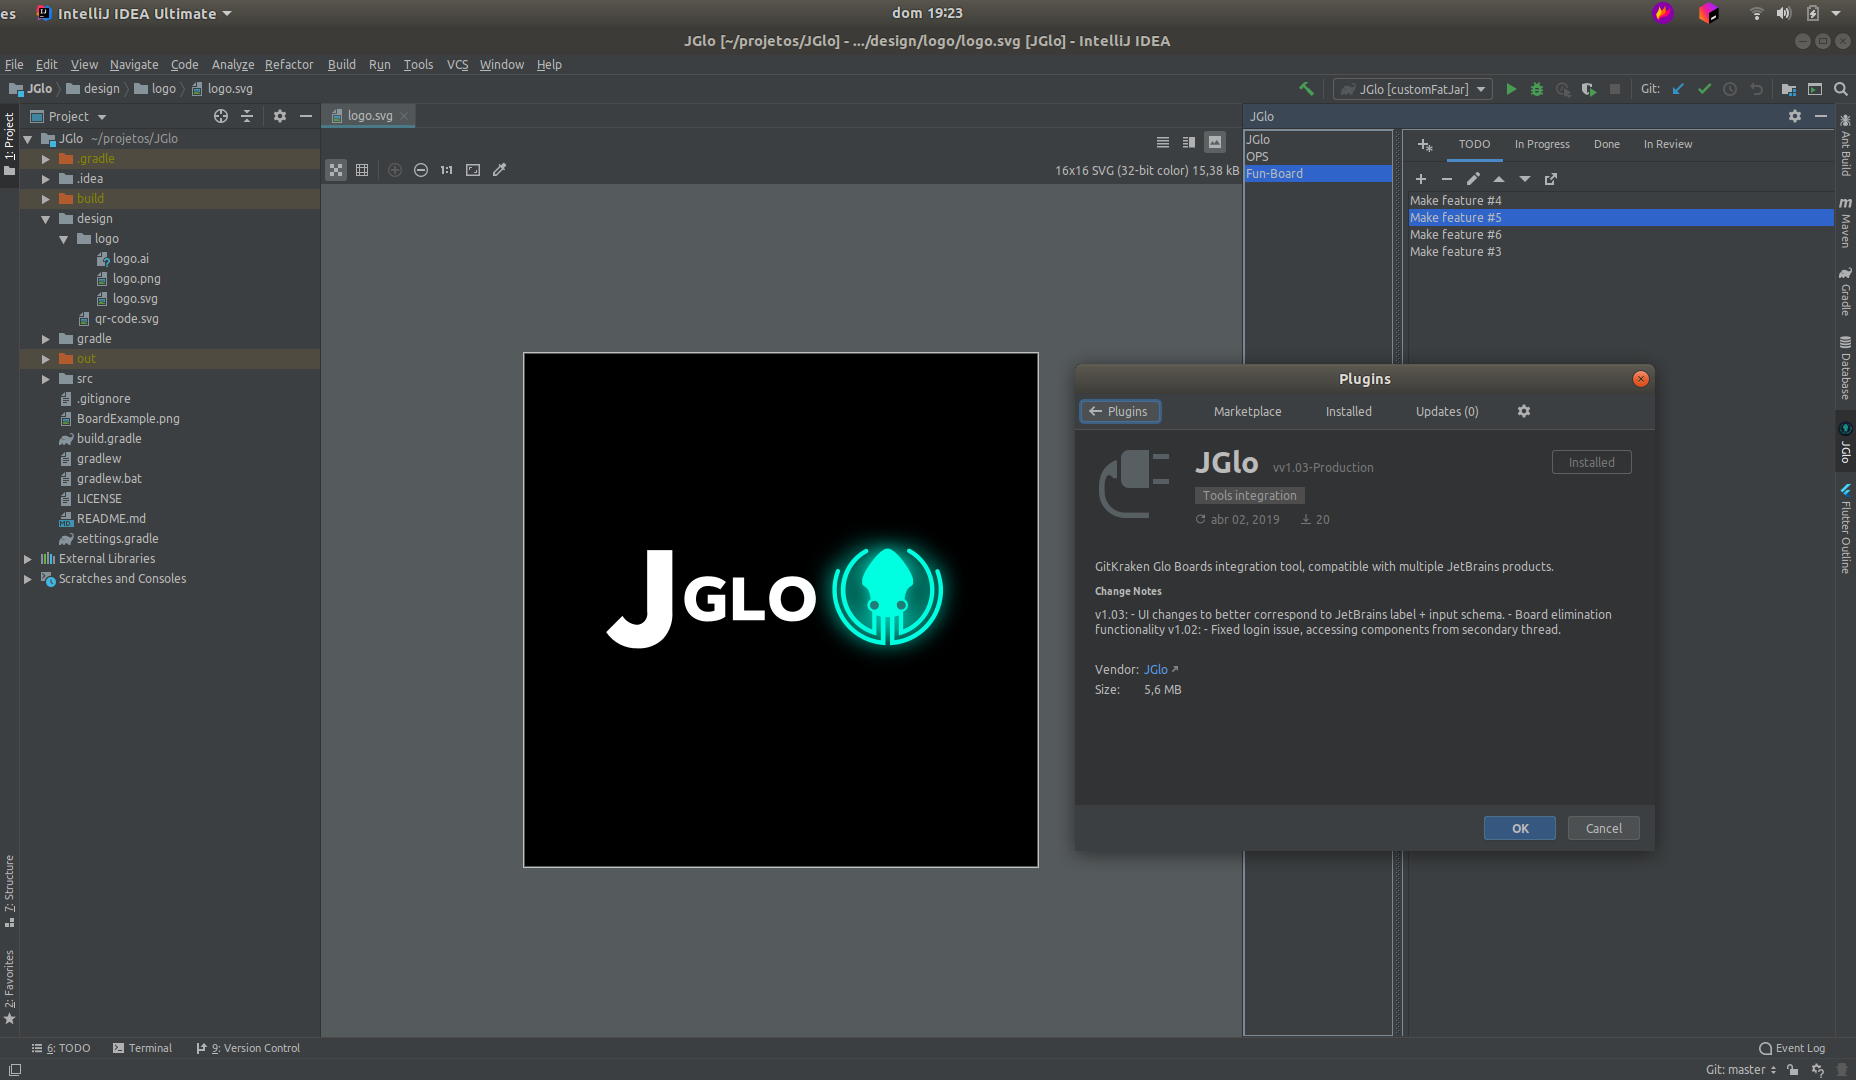 es IntelliJ IDEA Ultimate dom 19:23
JGlo [~/projetos/JGlo] - .../design/logo/logo.svg [JGlo] - IntelliJ IDEA
File Edit View Navigate Code Analyze Refactor Build Run Tools VCS Window Help
JGlo design logo logo.svg JGlo [customFatJar] Git:
1: Project
Project
JGlo ~/projetos/JGlo
.gradle
.idea
build
design
logo
logo.ai
logo.png
logo.svg
qr-code.svg
gradle
out
src
.gitignore
BoardExample.png
build.gradle
gradlew
gradlew.bat
LICENSE
README.md
settings.gradle
External Libraries
Scratches and Consoles
7: Structure
2: Favorites
logo.svg
1:1
16x16 SVG (32-bit color) 15,38 kB
JGLO
JGlo
JGlo
OPS
Fun-Board
TODO In Progress Done In Review
Make feature #4
Make feature #5
Make feature #6
Make feature #3
Plugins
Plugins Marketplace Installed Updates (0)
JGlo vv1.03-Production Installed
Tools integration
abr 02, 2019 20
GitKraken Glo Boards integration tool, compatible with multiple JetBrains products.
Change Notes
v1.03: - UI changes to better correspond to JetBrains label + input schema. - Board elimination
functionality v1.02: - Fixed login issue, accessing components from secondary thread.
Vendor: JGlo
Size: 5,6 MB
OK Cancel
Ant Build
m Maven
Gradle
Database
JGlo
Flutter Outline
6: TODO Terminal 9: Version Control Event Log
Git: master